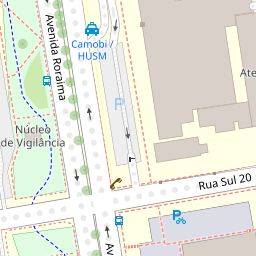 Camobi /
HUSM
Avenida Roraima
P
Ate
Núcleo
de Vigilância
Rua Sul 20
P
Av